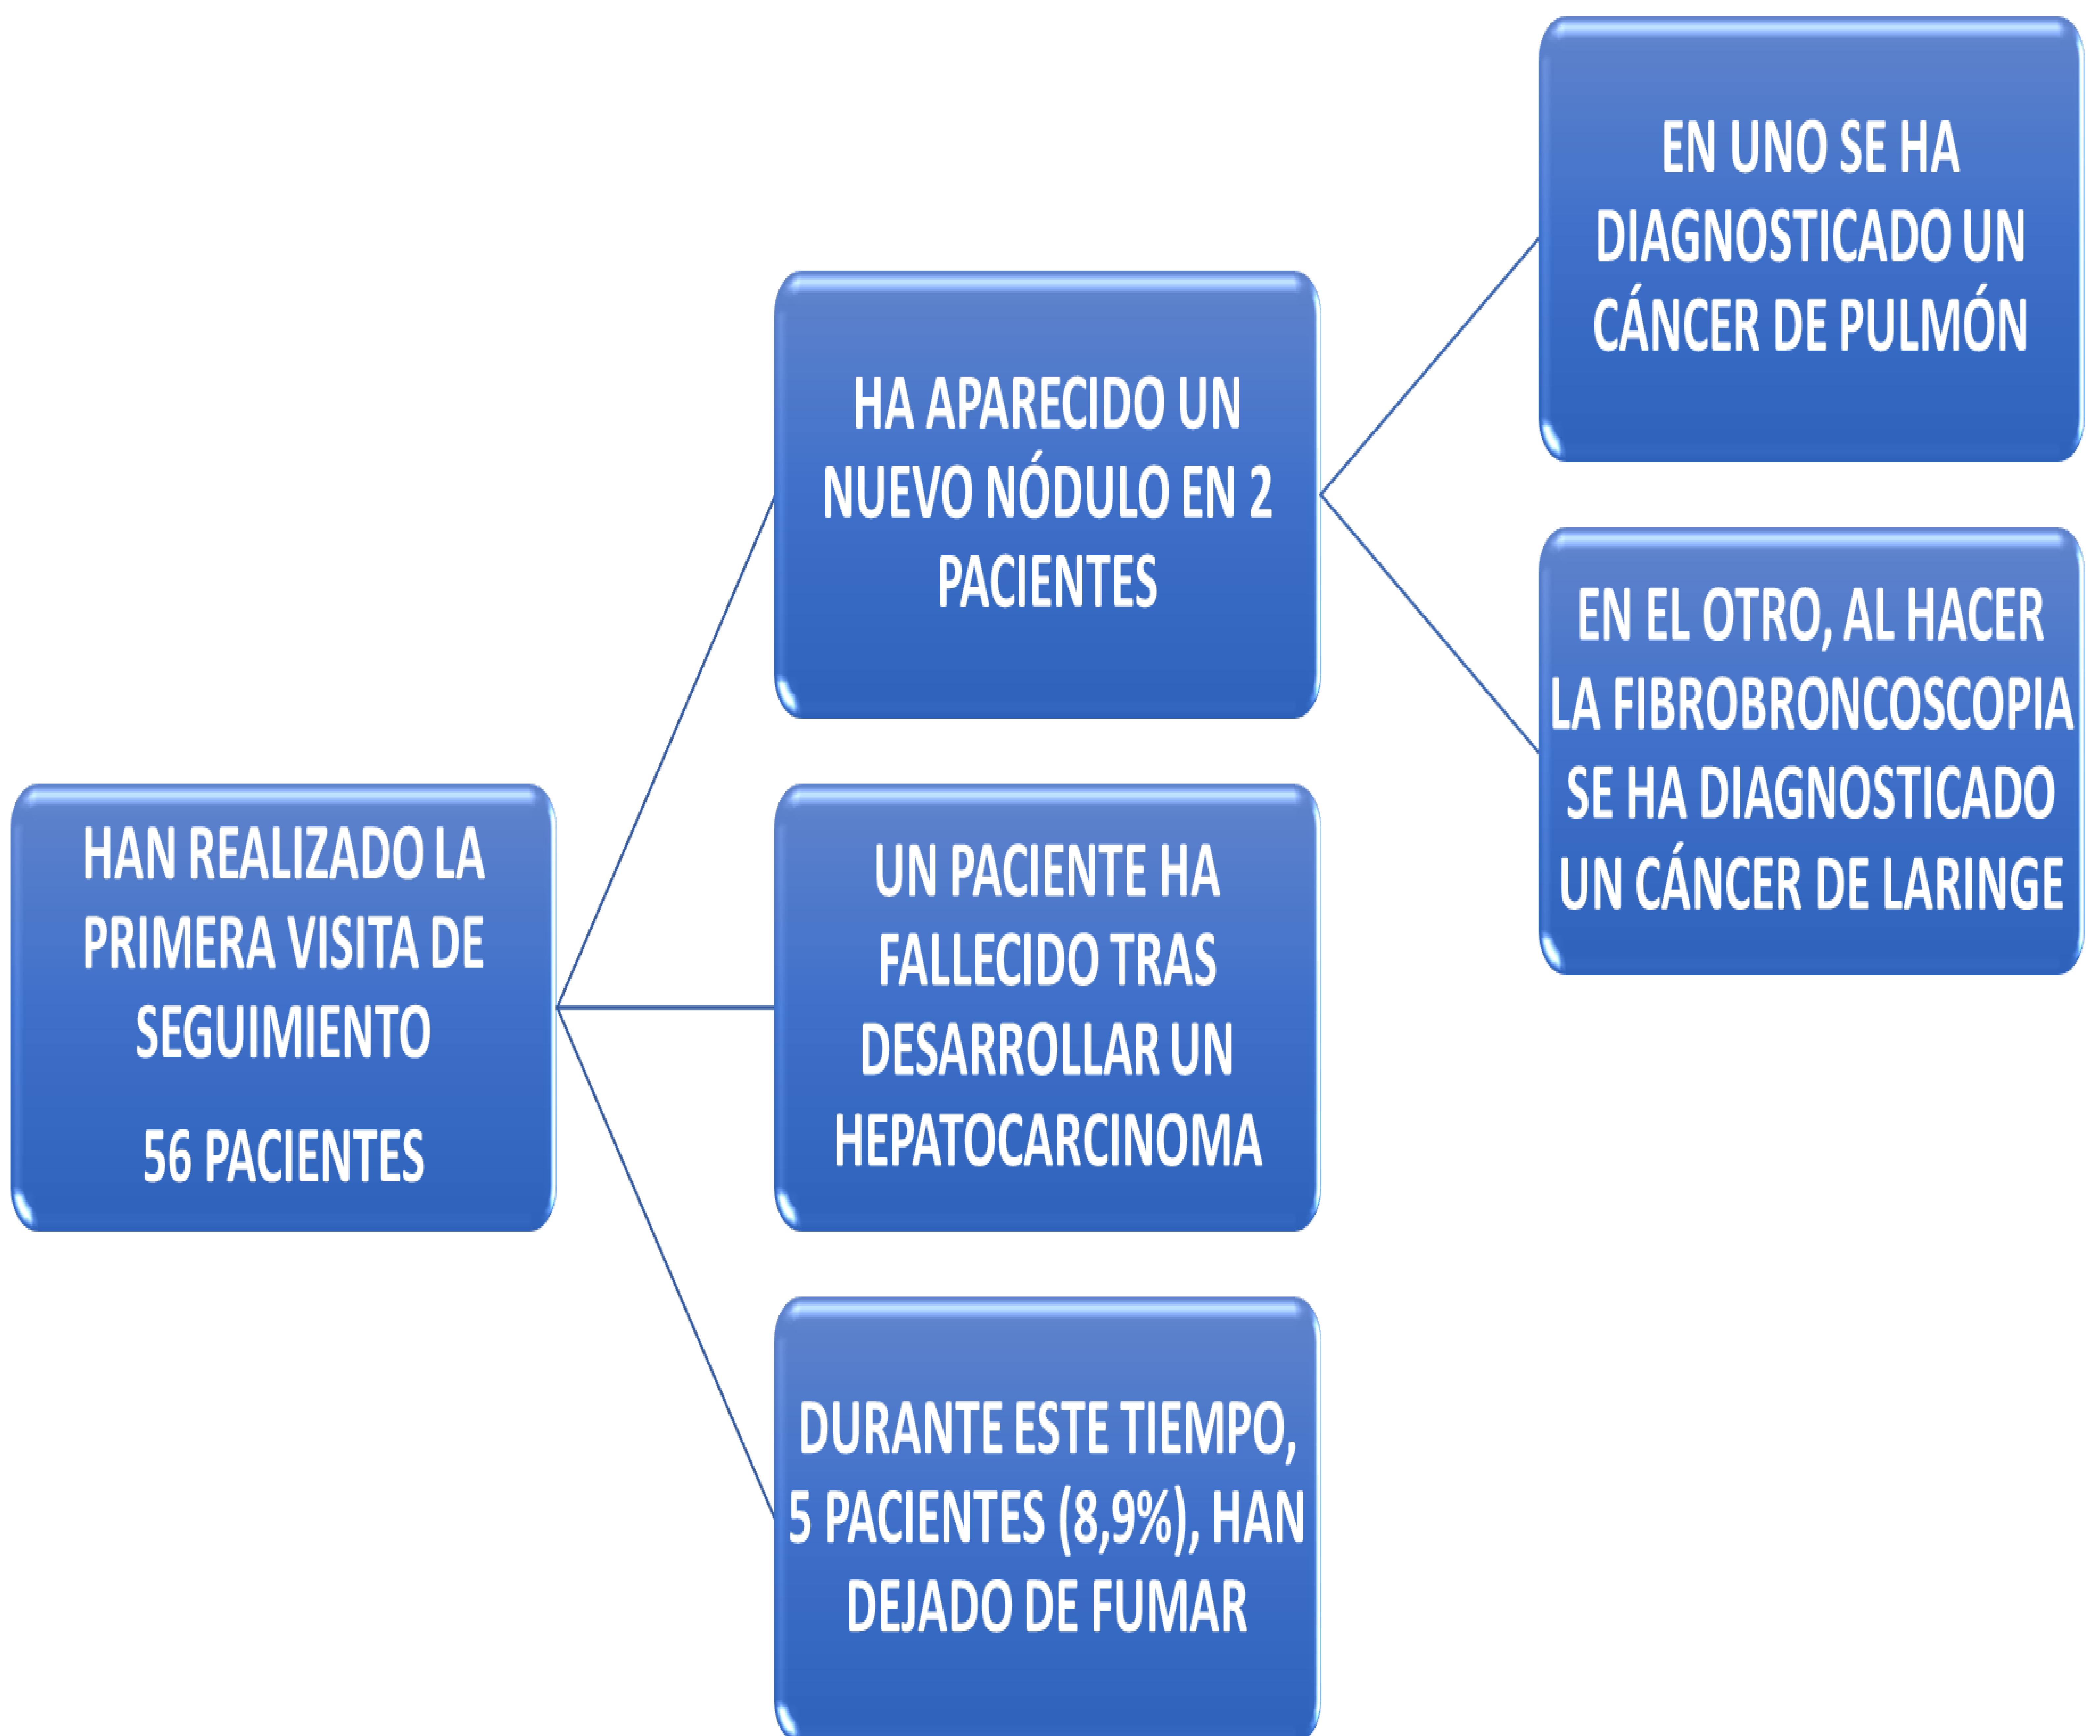 HAN REALIZADO LA
PRIMERA VISITA DE
SEGUIMIENTO
56 PACIENTES
HA APARECIDO UN
NUEVO NÓDULO EN 2
PACIENTES
EN UNO SE HA
DIAGNOSTICADO UN
CÁNCER DE PULMÓN
EN EL OTRO, AL HACER
LA FIBROBRONCOSCOPIA
SE HA DIAGNOSTICADO
UN CÁNCER DE LARINGE
UN PACIENTE HA
FALLECIDO TRAS
DESARROLLAR UN
HEPATOCARCINOMA
DURANTE ESTE TIEMPO,
5 PACIENTES (8,9%), HAN
DEJADO DE FUMAR